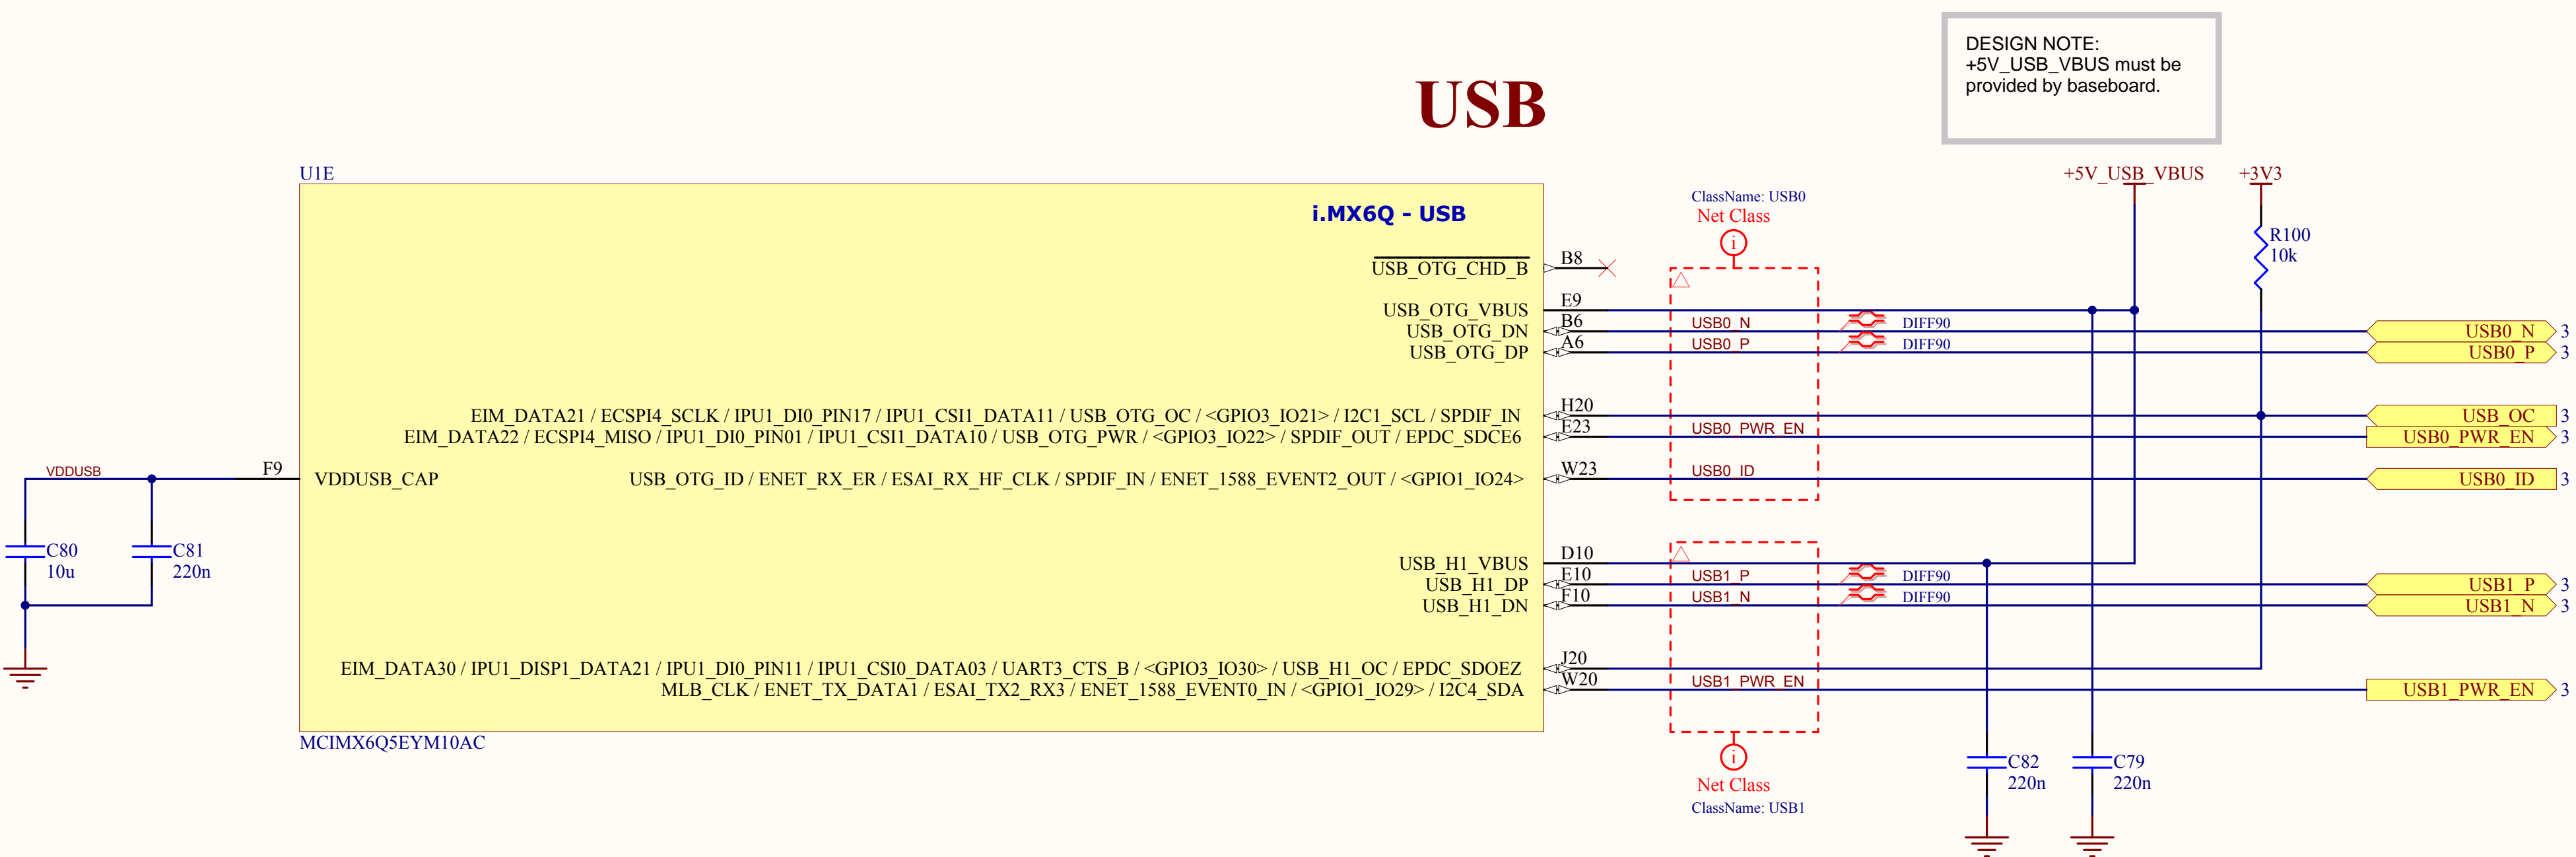 DESIGN NOTE:
+5V_USB_VBUS must be
provided by baseboard.
USB
U1E
+5V_USB_VBUS
+3V3
ClassName: USB0
Net Class
i
i.MX6Q - USB
R100
10k
USB_OTG_CHD_B
B8
USB_OTG_VBUS
E9
USB_OTG_DN
B6
USB0_N
DIFF90
USB0_N
3
USB_OTG_DP
A6
USB0_P
DIFF90
USB0_P
3
EIM_DATA21 / ECSPI4_SCLK / IPU1_DI0_PIN17 / IPU1_CSI1_DATA11 / USB_OTG_OC / <GPIO3_IO21> / I2C1_SCL / SPDIF_IN
H20
USB_OC
3
EIM_DATA22 / ECSPI4_MISO / IPU1_DI0_PIN01 / IPU1_CSI1_DATA10 / USB_OTG_PWR / <GPIO3_IO22> / SPDIF_OUT / EPDC_SDCE6
E23
USB0_PWR_EN
USB0_PWR_EN
3
VDDUSB
F9
VDDUSB_CAP
USB_OTG_ID / ENET_RX_ER / ESAI_RX_HF_CLK / SPDIF_IN / ENET_1588_EVENT2_OUT / <GPIO1_IO24>
W23
USB0_ID
USB0_ID
3
C80
10u
C81
220n
USB_H1_VBUS
D10
USB_H1_DP
E10
USB1_P
DIFF90
USB1_P
3
USB_H1_DN
F10
USB1_N
DIFF90
USB1_N
3
EIM_DATA30 / IPU1_DISP1_DATA21 / IPU1_DI0_PIN11 / IPU1_CSI0_DATA03 / UART3_CTS_B / <GPIO3_IO30> / USB_H1_OC / EPDC_SDOEZ
J20
MLB_CLK / ENET_TX_DATA1 / ESAI_TX2_RX3 / ENET_1588_EVENT0_IN / <GPIO1_IO29> / I2C4_SDA
W20
USB1_PWR_EN
USB1_PWR_EN
3
MCIMX6Q5EYM10AC
i
Net Class
ClassName: USB1
C82
220n
C79
220n